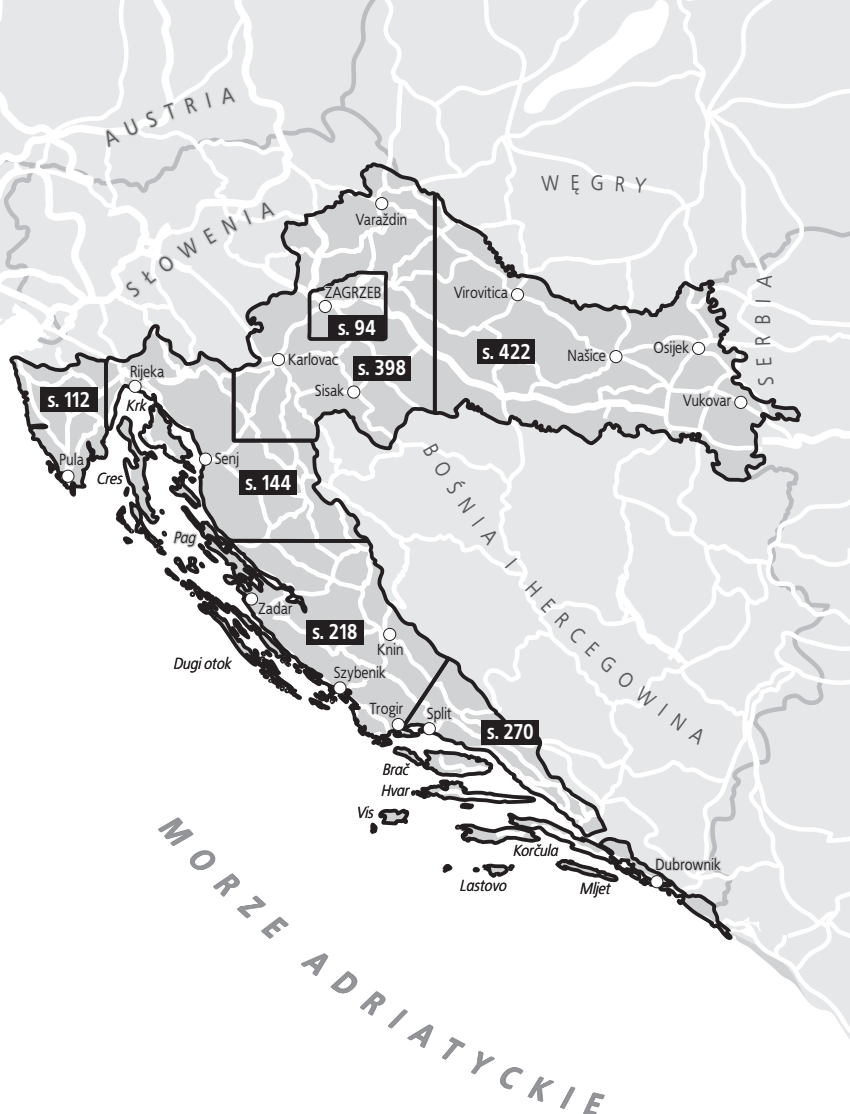 AUSTRIA
WĘGRY
SŁOWENIA
Varaždin
SERBIA
ZAGRZEB
s. 94
Virovitica
Karlovac
s. 398
s. 422
Našice
Osijek
Sisak
Vukovar
Rijeka
s. 112
Krk
Pula
Cres
Senj
s. 144
BOŚNIA I HERCEGOWINA
Pag
Zadar
s. 218
Knin
Dugi otok
Szybenik
Trogir
Split
s. 270
Brač
Hvar
Vis
Korčula
Lastovo
Mljet
Dubrownik
MORZE ADRIATYCKIE